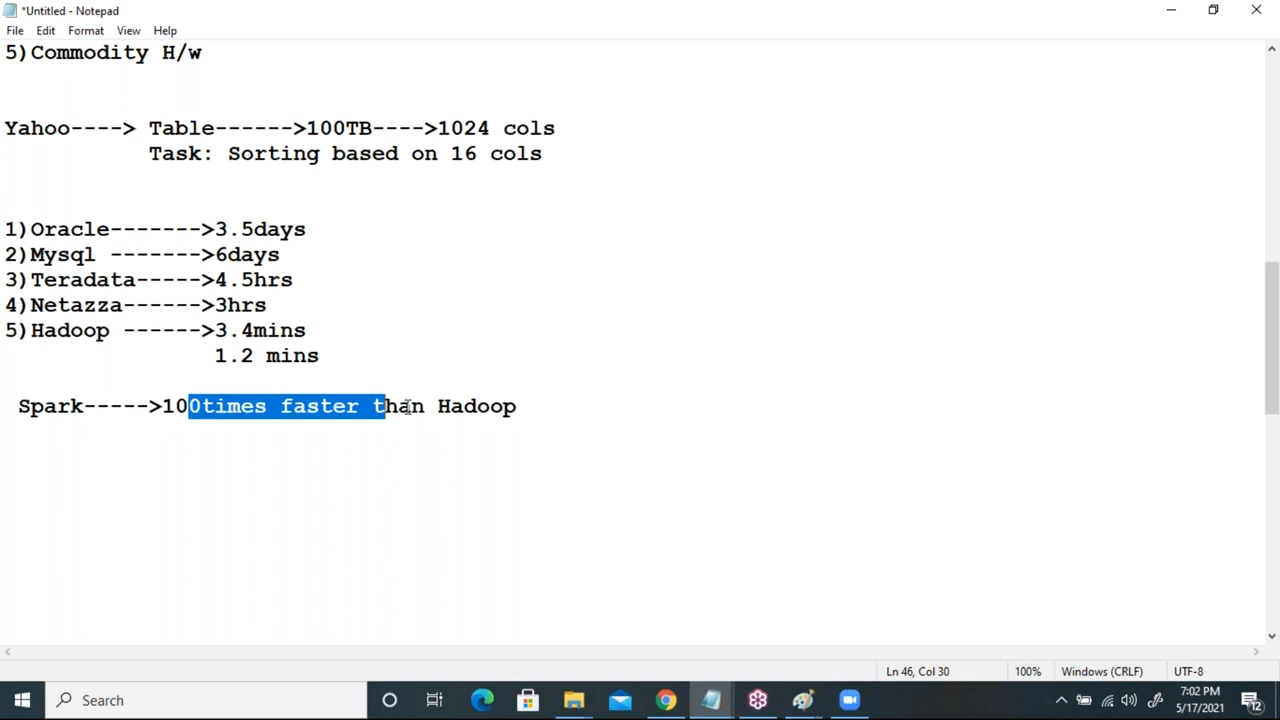 *Untitled - Notepad
File Edit Format View Help
5)Commodity H/w
Yahoo----> Table------>100TB---->1024 cols
Task: Sorting based on 16 cols
1)Oracle------->3.5days
2)Mysql ------->6days
3)Teradata----->4.5hrs
4)Netazza------>3hrs
5)Hadoop ------>3.4mins
1.2 mins
Spark----->100times faster than Hadoop
Ln 46, Col 30 100% Windows (CRLF) UTF-8
Search
7:02 PM
5/17/2021
12